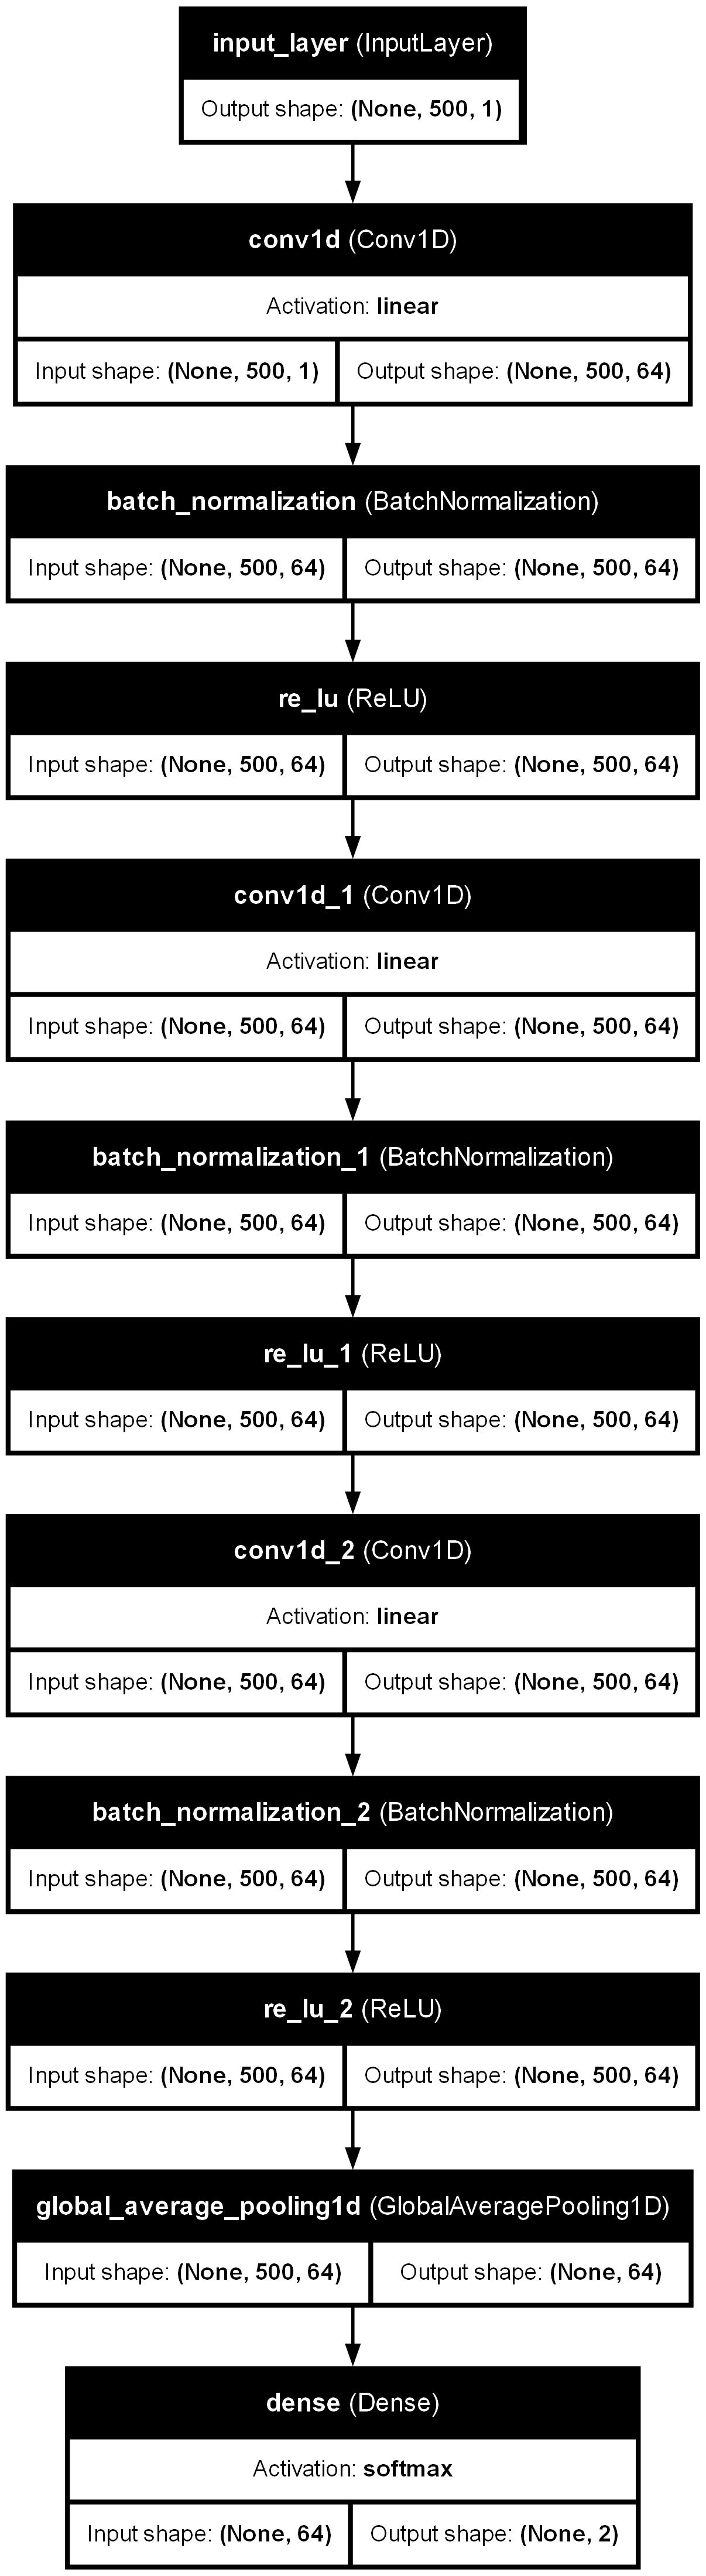 input_layer (InputLayer)
Output shape: (None, 500, 1)
conv1d (Conv1D)
Activation: linear
Input shape: (None, 500, 1) Output shape: (None, 500, 64)
batch_normalization (BatchNormalization)
Input shape: (None, 500, 64) Output shape: (None, 500, 64)
re_lu (ReLU)
Input shape: (None, 500, 64) Output shape: (None, 500, 64)
conv1d_1 (Conv1D)
Activation: linear
Input shape: (None, 500, 64) Output shape: (None, 500, 64)
batch_normalization_1 (BatchNormalization)
Input shape: (None, 500, 64) Output shape: (None, 500, 64)
re_lu_1 (ReLU)
Input shape: (None, 500, 64) Output shape: (None, 500, 64)
conv1d_2 (Conv1D)
Activation: linear
Input shape: (None, 500, 64) Output shape: (None, 500, 64)
batch_normalization_2 (BatchNormalization)
Input shape: (None, 500, 64) Output shape: (None, 500, 64)
re_lu_2 (ReLU)
Input shape: (None, 500, 64) Output shape: (None, 500, 64)
global_average_pooling1d (GlobalAveragePooling1D)
Input shape: (None, 500, 64) Output shape: (None, 64)
dense (Dense)
Activation: softmax
Input shape: (None, 64) Output shape: (None, 2)